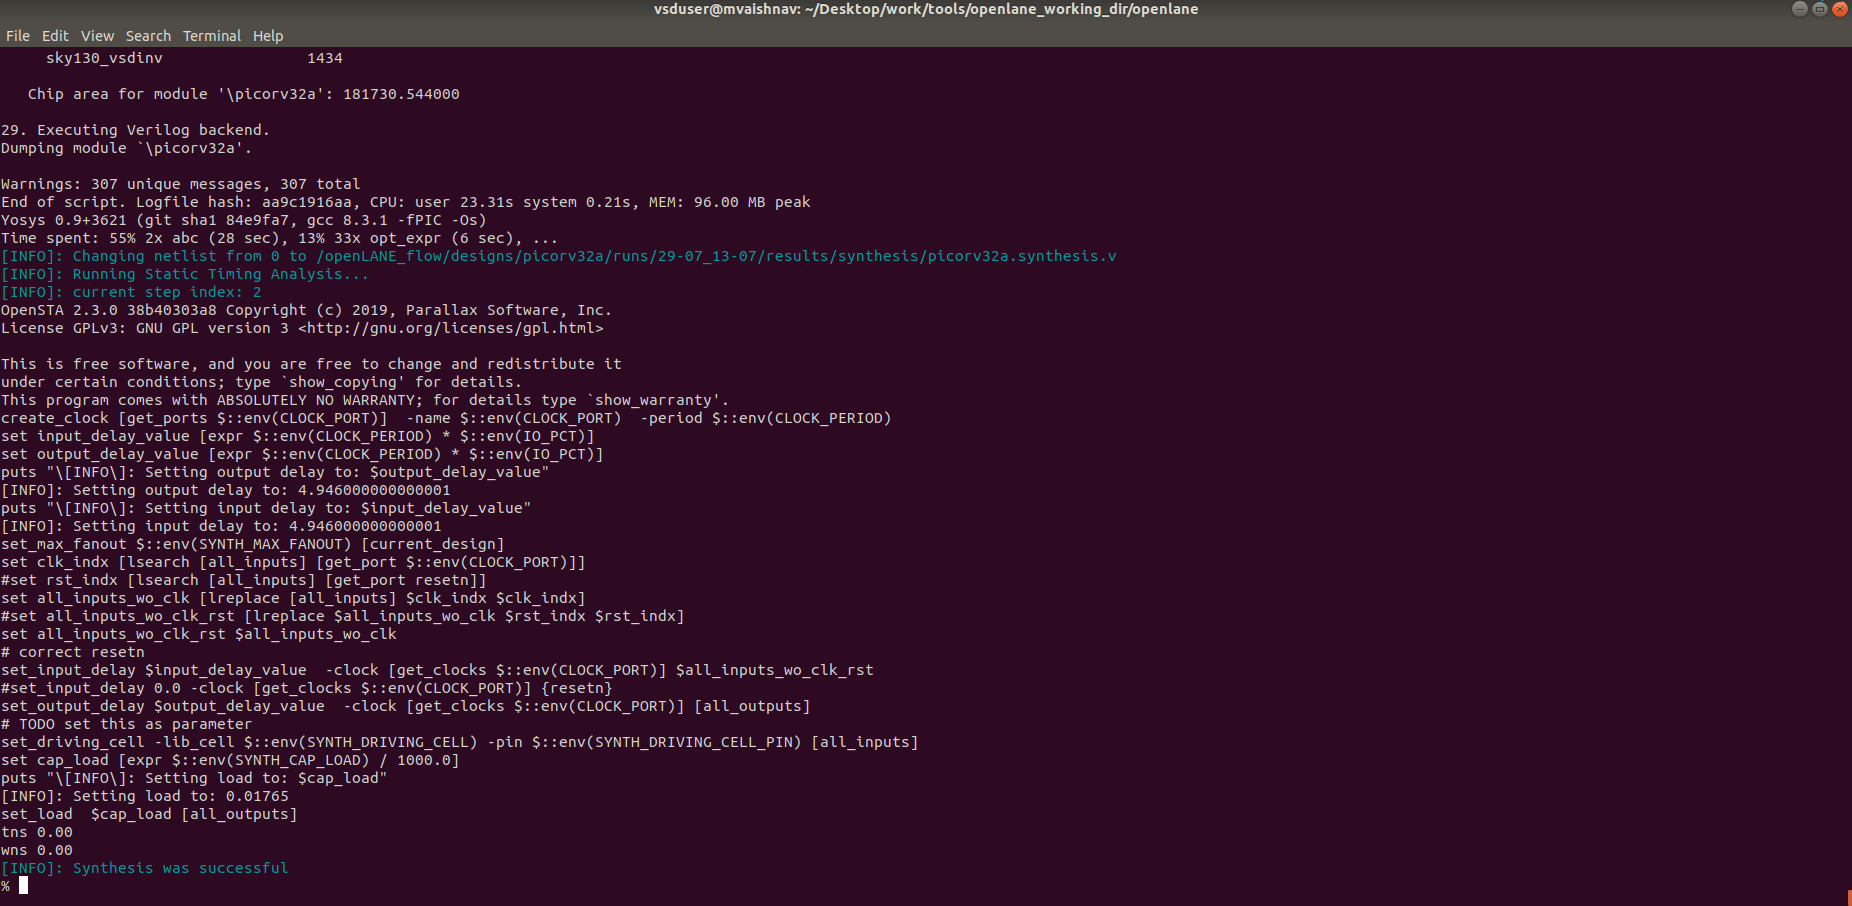 vsduser@mvaishnav: ~/Desktop/work/tools/openlane_working_dir/openlane
File Edit View Search Terminal Help
     sky130_vsdinv                1434
   Chip area for module '\picorv32a': 181730.544000
29. Executing Verilog backend.
Dumping module `\picorv32a'.
Warnings: 307 unique messages, 307 total
End of script. Logfile hash: aa9c1916aa, CPU: user 23.31s system 0.21s, MEM: 96.00 MB peak
Yosys 0.9+3621 (git sha1 84e9fa7, gcc 8.3.1 -fPIC -Os)
Time spent: 55% 2x abc (28 sec), 13% 33x opt_expr (6 sec), ...
[INFO]: Changing netlist from 0 to /openLANE_flow/designs/picorv32a/runs/29-07_13-07/results/synthesis/picorv32a.synthesis.v
[INFO]: Running Static Timing Analysis...
[INFO]: current step index: 2
OpenSTA 2.3.0 38b40303a8 Copyright (c) 2019, Parallax Software, Inc.
License GPLv3: GNU GPL version 3 <http://gnu.org/licenses/gpl.html>
This is free software, and you are free to change and redistribute it
under certain conditions; type `show_copying' for details.
This program comes with ABSOLUTELY NO WARRANTY; for details type `show_warranty'.
create_clock [get_ports $::env(CLOCK_PORT)]  -name $::env(CLOCK_PORT)  -period $::env(CLOCK_PERIOD)
set input_delay_value [expr $::env(CLOCK_PERIOD) * $::env(IO_PCT)]
set output_delay_value [expr $::env(CLOCK_PERIOD) * $::env(IO_PCT)]
puts "\[INFO\]: Setting output delay to: $output_delay_value"
[INFO]: Setting output delay to: 4.946000000000001
puts "\[INFO\]: Setting input delay to: $input_delay_value"
[INFO]: Setting input delay to: 4.946000000000001
set_max_fanout $::env(SYNTH_MAX_FANOUT) [current_design]
set clk_indx [lsearch [all_inputs] [get_port $::env(CLOCK_PORT)]]
#set rst_indx [lsearch [all_inputs] [get_port resetn]]
set all_inputs_wo_clk [lreplace [all_inputs] $clk_indx $clk_indx]
#set all_inputs_wo_clk_rst [lreplace $all_inputs_wo_clk $rst_indx $rst_indx]
set all_inputs_wo_clk_rst $all_inputs_wo_clk
# correct resetn
set_input_delay $input_delay_value  -clock [get_clocks $::env(CLOCK_PORT)] $all_inputs_wo_clk_rst
#set_input_delay 0.0 -clock [get_clocks $::env(CLOCK_PORT)] {resetn}
set_output_delay $output_delay_value  -clock [get_clocks $::env(CLOCK_PORT)] [all_outputs]
# TODO set this as parameter
set_driving_cell -lib_cell $::env(SYNTH_DRIVING_CELL) -pin $::env(SYNTH_DRIVING_CELL_PIN) [all_inputs]
set cap_load [expr $::env(SYNTH_CAP_LOAD) / 1000.0]
puts "\[INFO\]: Setting load to: $cap_load"
[INFO]: Setting load to: 0.01765
set_load  $cap_load [all_outputs]
tns 0.00
wns 0.00
[INFO]: Synthesis was successful
%